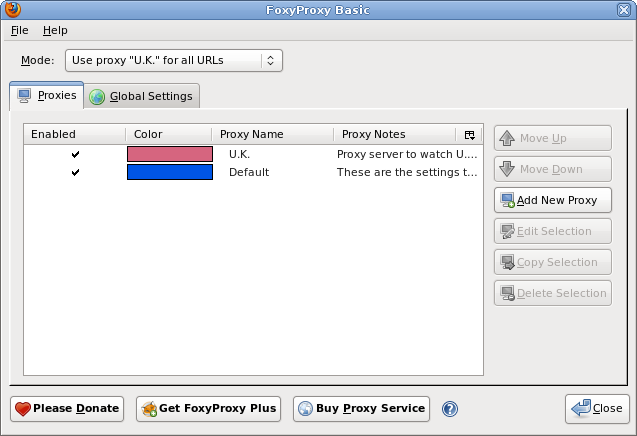 FoxyProxy Basic
File Help
Mode: Use proxy "U.K." for all URLs
Proxies Global Settings
Enabled Color Proxy Name Proxy Notes
U.K. Proxy server to watch U....
Default These are the settings t...
Move Up
Move Down
Add New Proxy
Edit Selection
Copy Selection
Delete Selection
Please Donate Get FoxyProxy Plus Buy Proxy Service ? Close